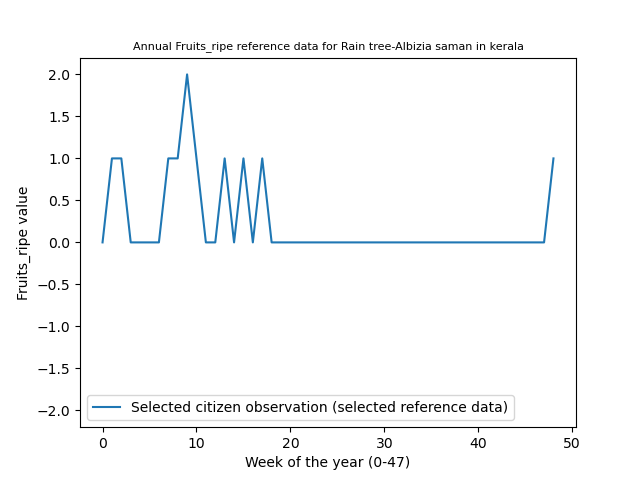 Annual Fruits_ripe reference data for Rain tree-Albizia saman in kerala
Fruits_ripe value
2.0
1.5
1.0
0.5
0.0
−0.5
−1.0
−1.5
−2.0
Selected citizen observation (selected reference data)
0 10 20 30 40 50
Week of the year (0-47)